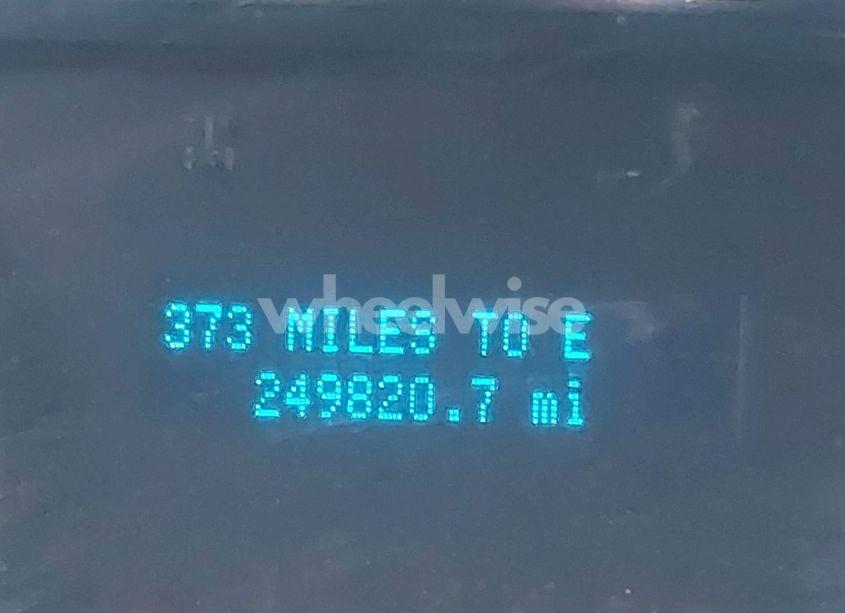 wheelwise
373 MILES TO E
249820.7 mi